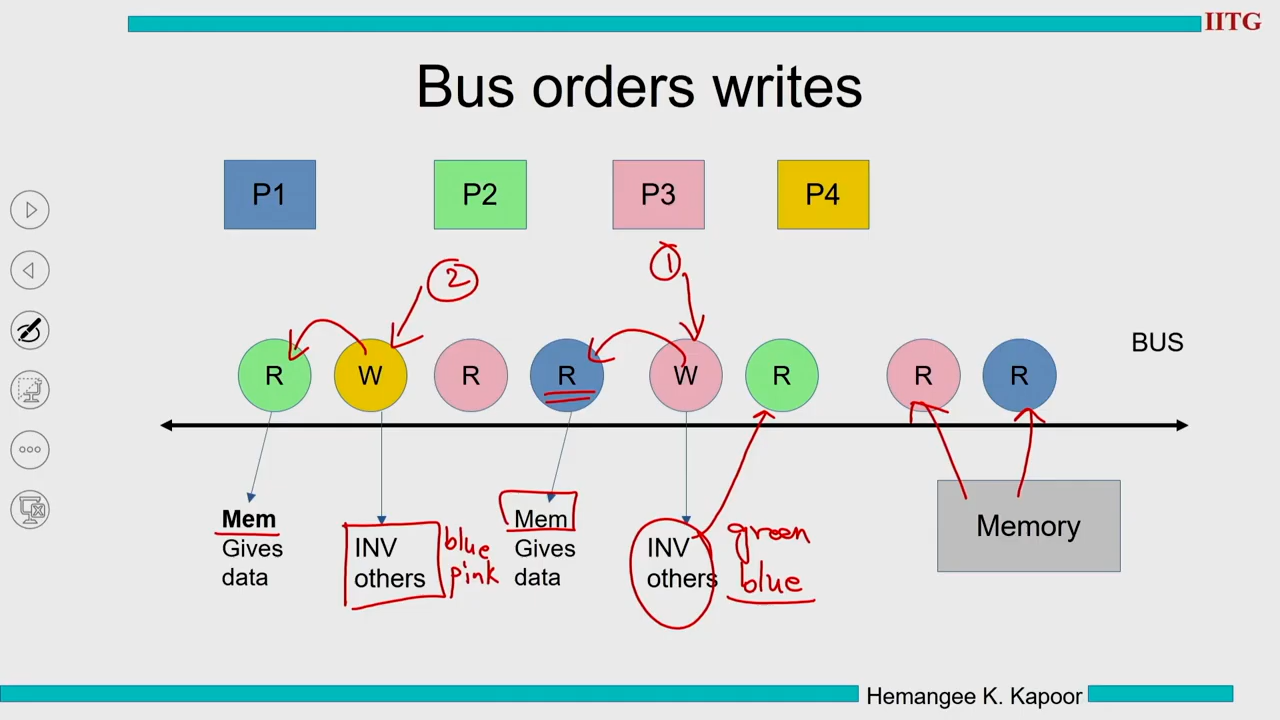 IITG
Bus orders writes
P1 P2 P3 P4
2 1
BUS
R W R R W R R R
Mem
Gives
data
INV
others
blue
pink
Mem
Gives
data
INV
others
green
blue
Memory
Hemangee K. Kapoor